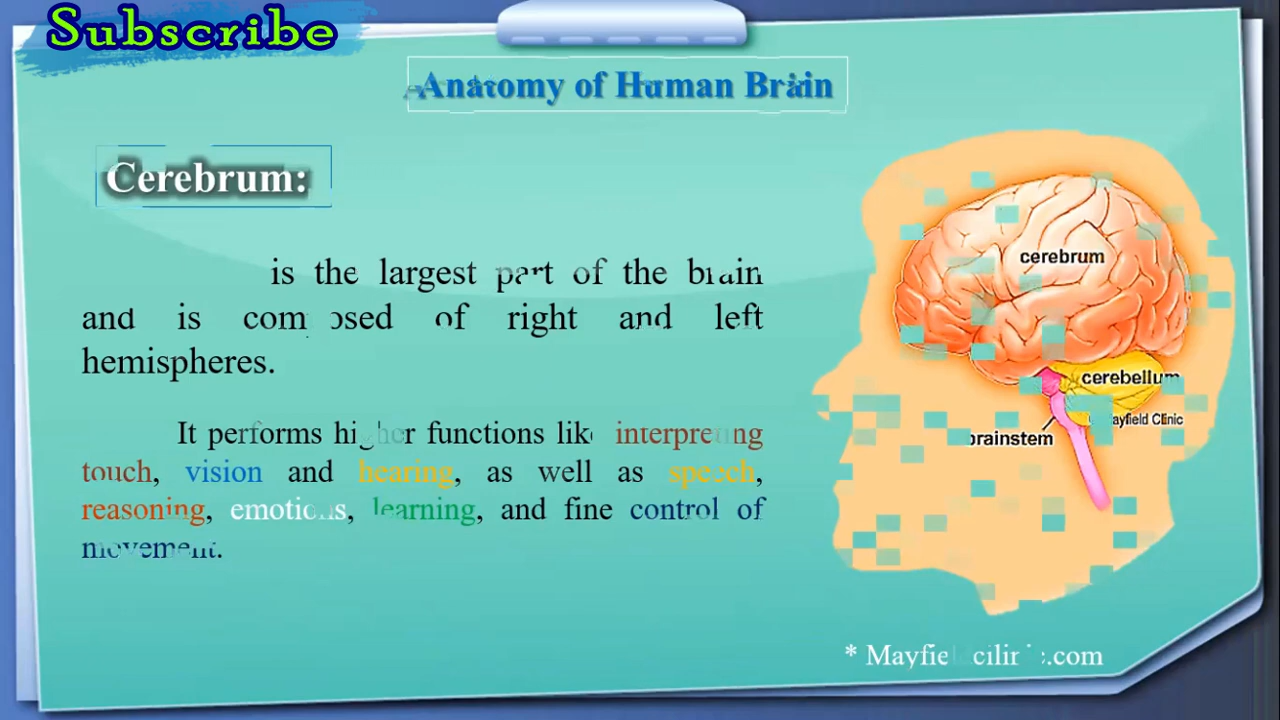 Subscribe
Anatomy of Human Brain
Cerebrum:
is the largest part of the brain
and is composed of right and left
hemispheres.
It performs higher functions like interpreting
touch, vision and hearing, as well as speech,
reasoning, emotions, learning, and fine control of
movement.
cerebrum
cerebellum
Mayfield Clinic
brainstem
*